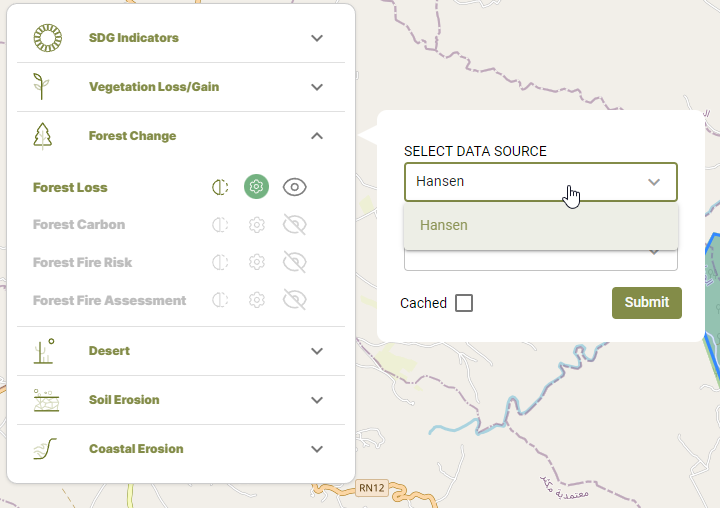 SDG Indicators
Vegetation Loss/Gain
Forest Change
Forest Loss
Forest Carbon
Forest Fire Risk
Forest Fire Assessment
Desert
Soil Erosion
Coastal Erosion
SELECT DATA SOURCE
Hansen
Hansen
Cached
Submit
RN12
معتمدية مكثر